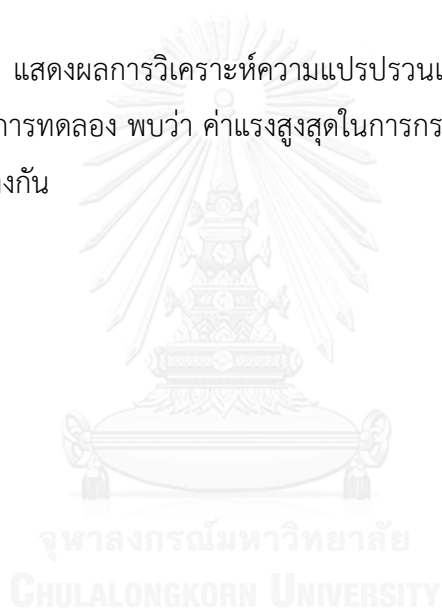 แสดงผลการวิเคราะห์ความแปรปรวนเ
การทดลอง พบว่า ค่าแรงสูงสุดในการกร
งกัน
จุฬาลงกรณ์มหาวิทยาลัย
CHULALONGKORN UNIVERSITY